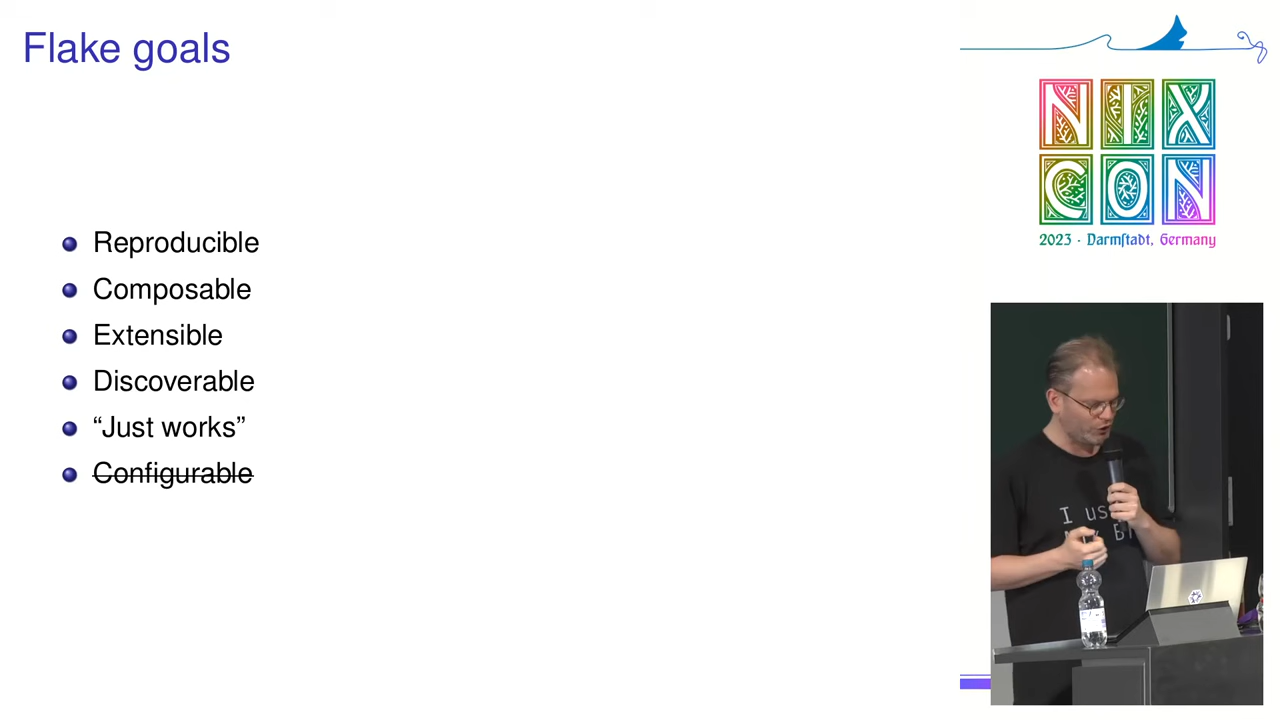 Flake goals
Reproducible
Composable
Extensible
Discoverable
“Just works”
Configurable
NIX
CON
2023 · Darmſtadt, Germany
I us